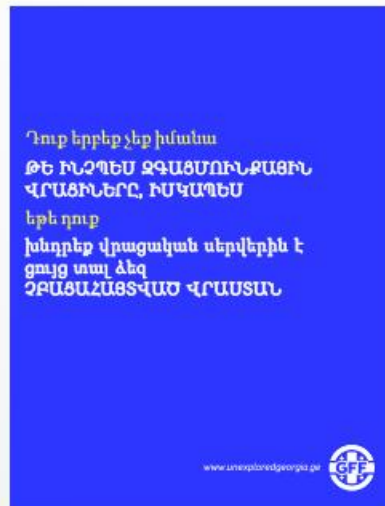 Դուք երբեք չեք իմանա
ԹԵ ԻՆՉՊԵՍ ԶԳԱՑՄՈՒՆՔԱՅԻՆ
ՎՐԱՑԻՆԵՐԸ, ԻՍԿԱՊԵՍ
եթե դուք
խնդրեք վրացական սերվերին է
ցույց տալ ձեզ
ՉԲԱՑԱՀԱՅՏՎԱԾ ՎՐԱՍՏԱՆ
www.unexploredgeorgia.ge
GFF